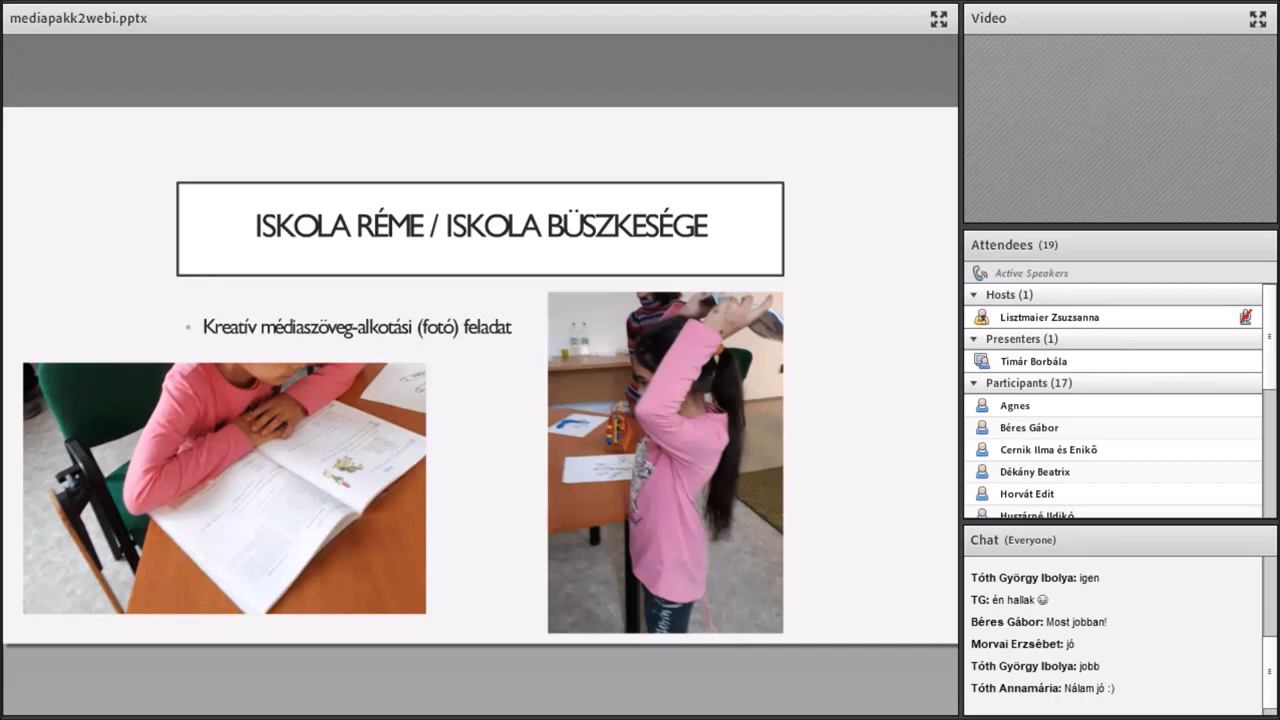 mediapakk2webi.pptx
ISKOLA RÉME / ISKOLA BÜSZKESÉGE
Kreatív médiaszöveg-alkotási (fotó) feladat
Video
Attendees (19)
Active Speakers
Hosts (1)
Lisztmaier Zsuzsanna
Presenters (1)
Timár Borbála
Participants (17)
Agnes
Béres Gábor
Cernik Ilma és Enikõ
Dékány Beatrix
Horvát Edit
Huszárné Ildikó
Chat (Everyone)
Tóth György Ibolya: igen
TG: én hallak
Béres Gábor: Most jobban!
Morvai Erzsébet: jó
Tóth György Ibolya: jobb
Tóth Annamária: Nálam jó :)